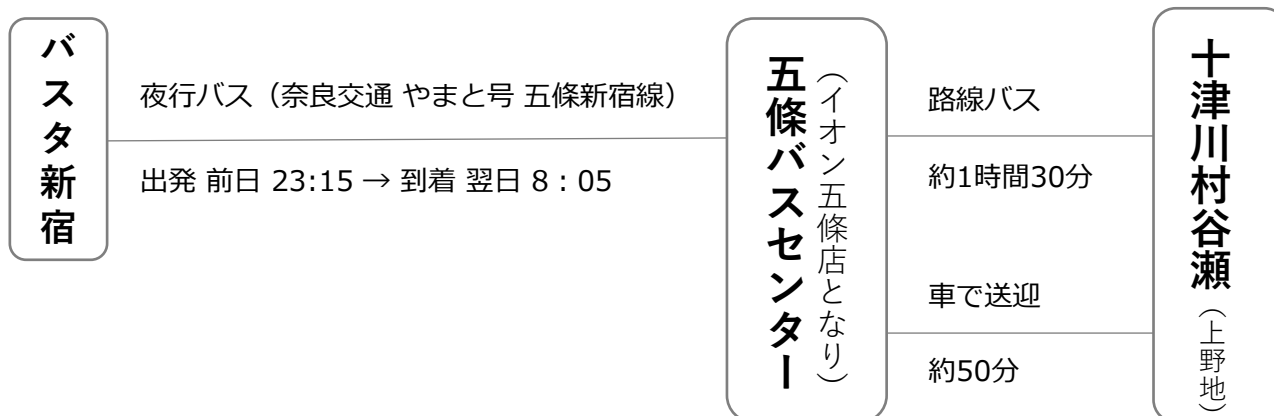 バスタ新宿
夜行バス（奈良交通 やまと号 五條新宿線）
出発 前日 23:15 → 到着 翌日 8：05
五條バスセンター
（イオン五條店となり）
路線バス
約1時間30分
車で送迎
約50分
十津川村谷瀬（上野地）